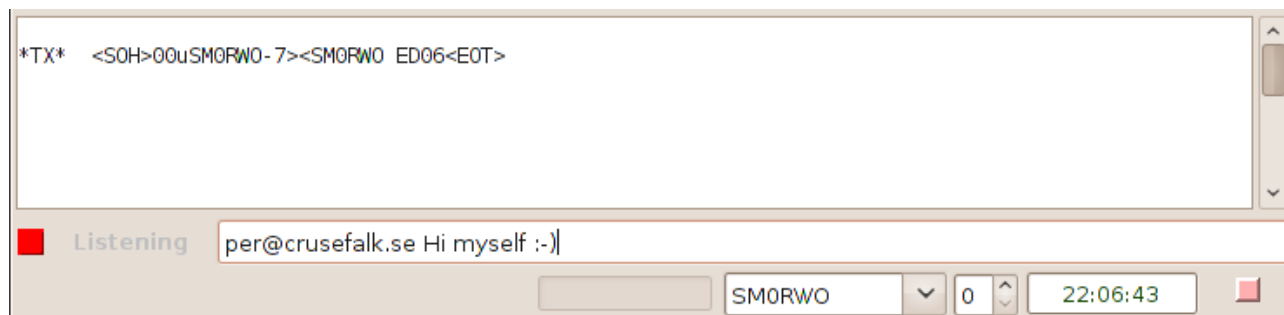 *TX* <SOH>00uSM0RWO-7><SM0RWO ED06<EOT>
Listening per@crusefalk.se Hi myself :-)
SM0RWO 0 22:06:43